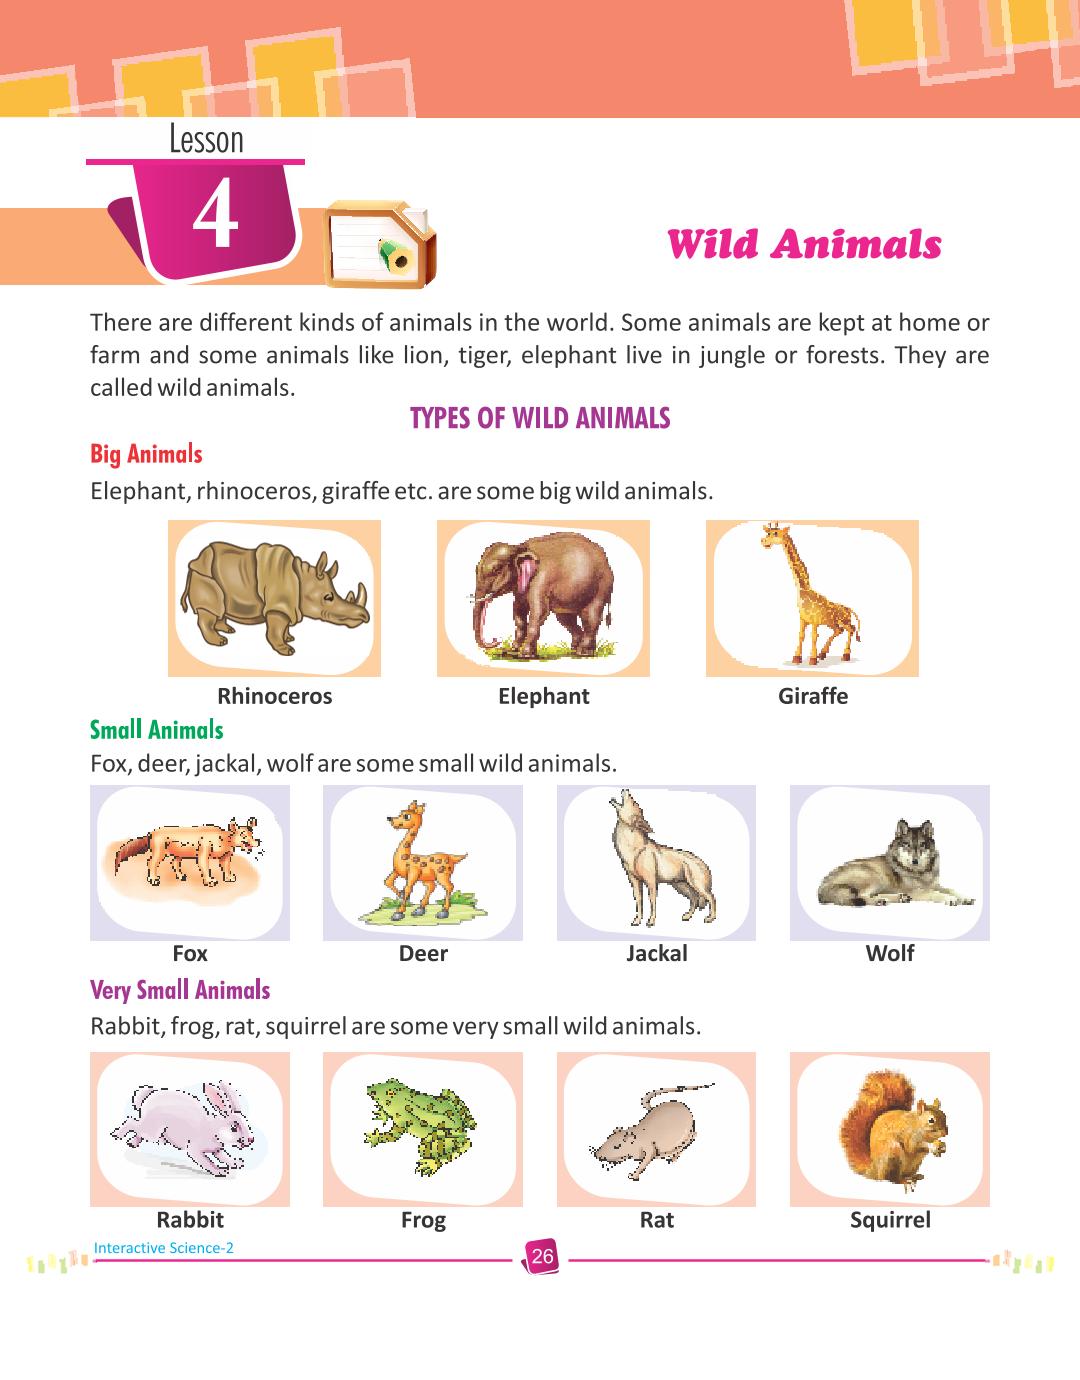 Lesson
4
Wild Animals
There are different kinds of animals in the world. Some animals are kept at home or
farm and some animals like lion, tiger, elephant live in jungle or forests. They are
called wild animals.
TYPES OF WILD ANIMALS
Big Animals
Elephant, rhinoceros, giraffe etc. are some big wild animals.
Rhinoceros Elephant Giraffe
Small Animals
Fox, deer, jackal, wolf are some small wild animals.
Fox Deer Jackal Wolf
Very Small Animals
Rabbit, frog, rat, squirrel are some very small wild animals.
Rabbit Frog Rat Squirrel
Interactive Science-2
26